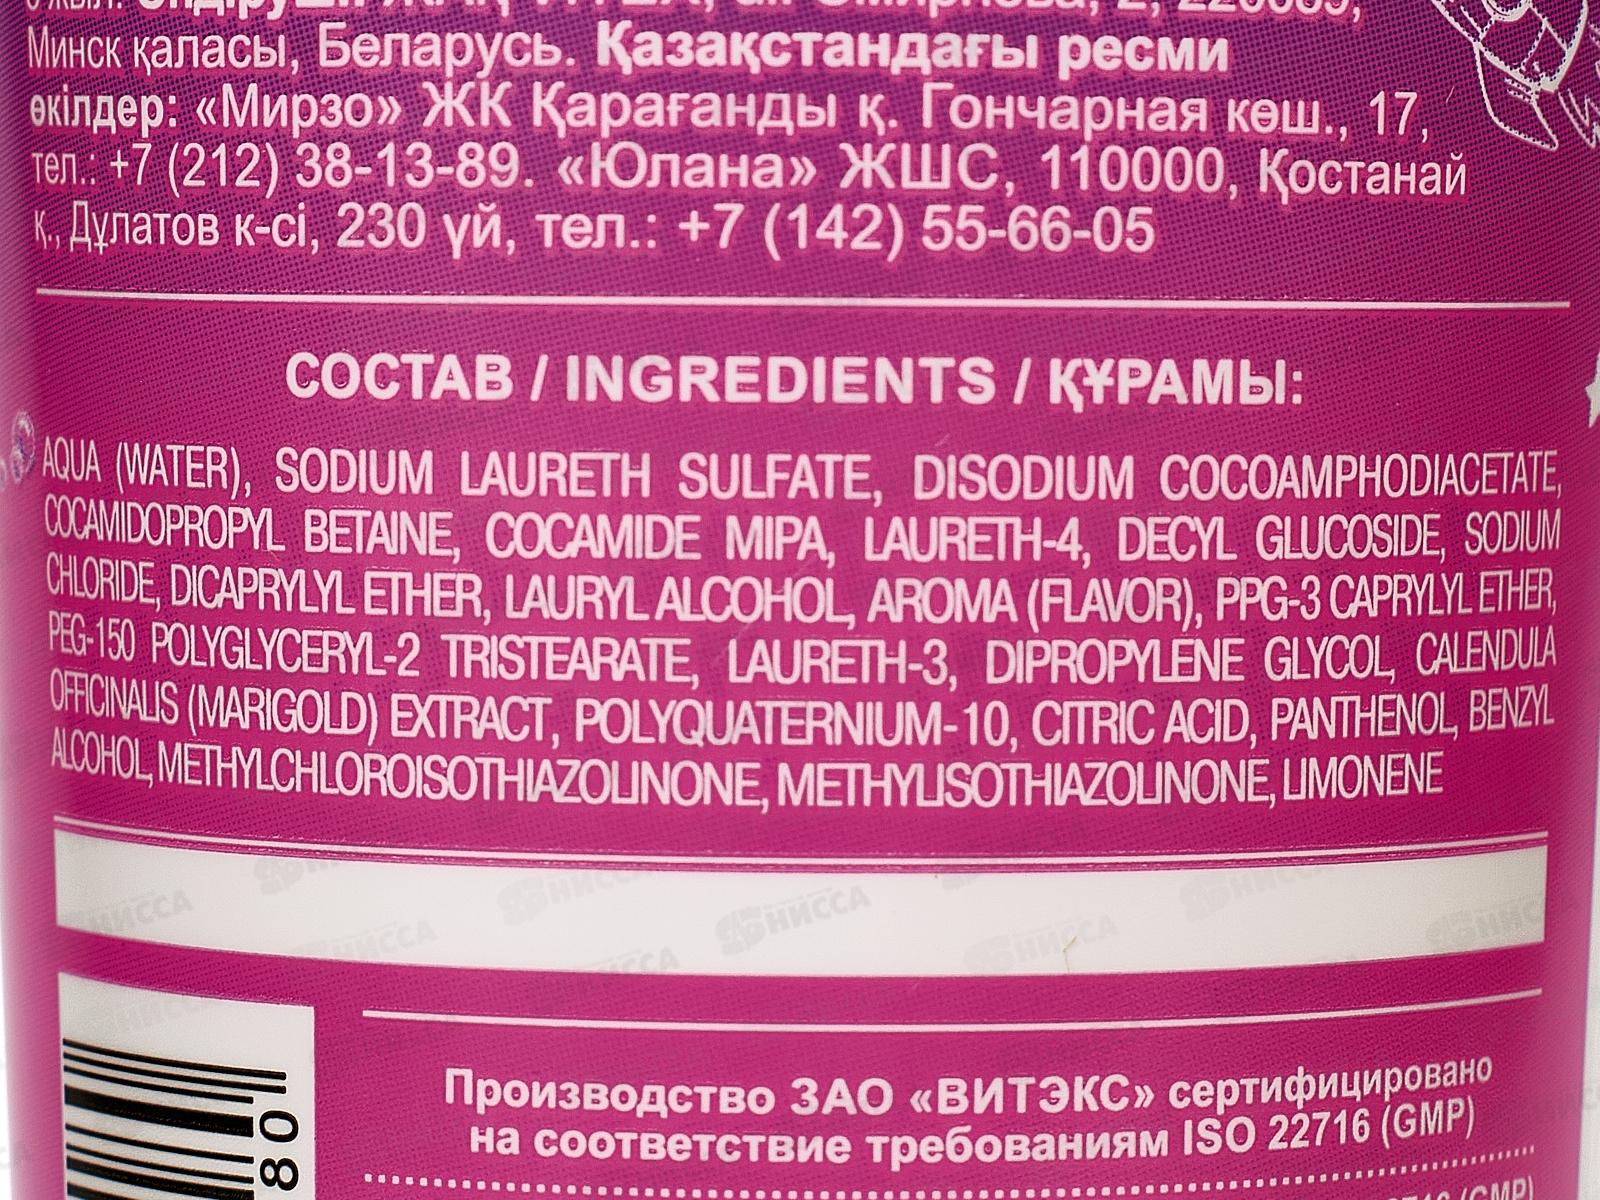 Минск қаласы, Беларусь. Қазақстандағы ресми
өкілдер: «Мирзо» ЖК Қарағанды қ. Гончарная көш., 17,
тел.: +7 (212) 38-13-89. «Юлана» ЖШС, 110000, Қостанай
қ., Дұлатов к-сі, 230 үй, тел.: +7 (142) 55-66-05
СОСТАВ / INGREDIENTS / ҚҰРАМЫ:
AQUA (WATER), SODIUM LAURETH SULFATE, DISODIUM COCOAMPHODIACETATE,
COCAMIDOPROPYL BETAINE, COCAMIDE MIPA, LAURETH-4, DECYL GLUCOSIDE, SODIUM
CHLORIDE, DICAPRYLYL ETHER, LAURYL ALCOHOL, AROMA (FLAVOR), PPG-3 CAPRYLYL ETHER,
PEG-150 POLYGLYCERYL-2 TRISTEARATE, LAURETH-3, DIPROPYLENE GLYCOL, CALENDULA
OFFICINALIS (MARIGOLD) EXTRACT, POLYQUATERNIUM-10, CITRIC ACID, PANTHENOL, BENZYL
ALCOHOL, METHYLCHLOROISOTHIAZOLINONE, METHYLISOTHIAZOLINONE, LIMONENE
Производство ЗАО «ВИТЭКС» сертифицировано
на соответствие требованиям ISO 22716 (GMP)
08